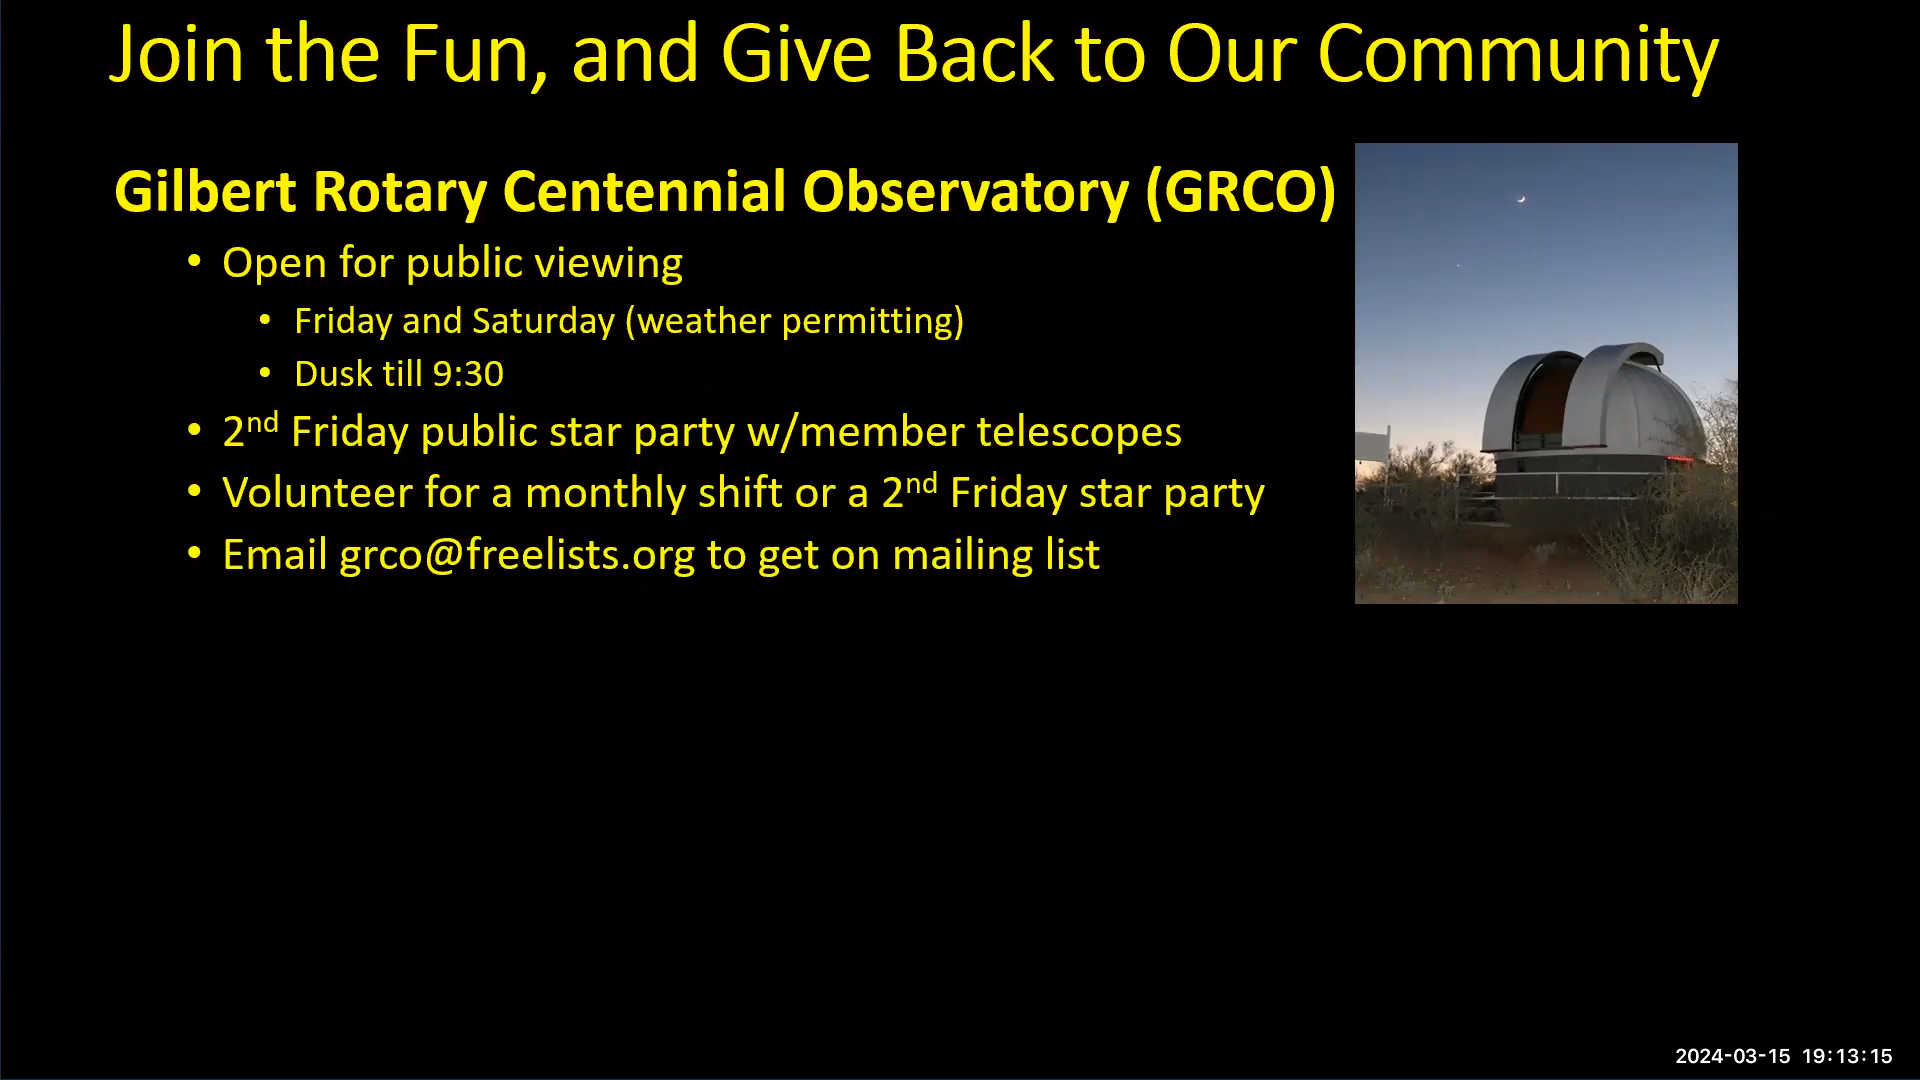 Join the Fun, and Give Back to Our Community
Gilbert Rotary Centennial Observatory (GRCO)
• Open for public viewing
• Friday and Saturday (weather permitting)
• Dusk till 9:30
• 2nd Friday public star party w/member telescopes
• Volunteer for a monthly shift or a 2nd Friday star party
• Email grco@freelists.org to get on mailing list
2024-03-15 19:13:15